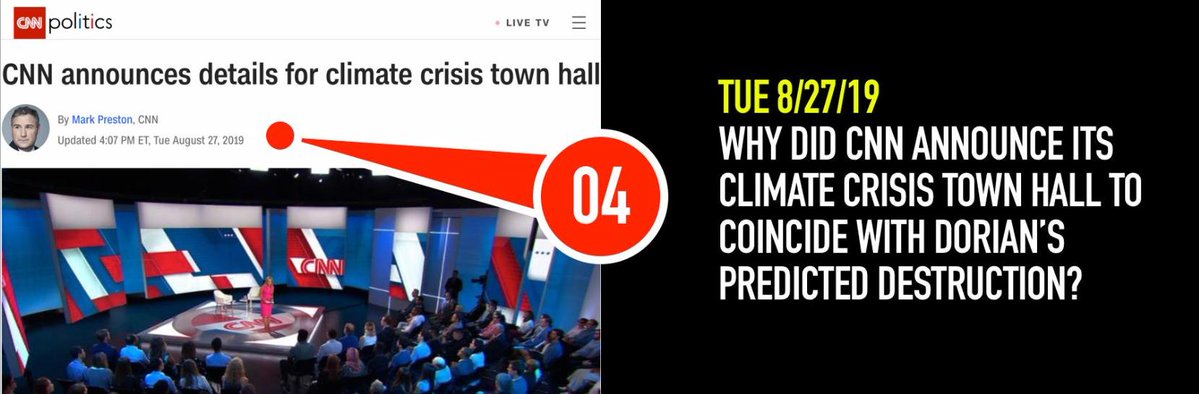 CNN politics
LIVE TV
CNN announces details for climate crisis town hall
By Mark Preston, CNN
Updated 4:07 PM ET, Tue August 27, 2019
CNN
CNN
04
TUE 8/27/19
WHY DID CNN ANNOUNCE ITS
CLIMATE CRISIS TOWN HALL TO
COINCIDE WITH DORIAN'S
PREDICTED DESTRUCTION?